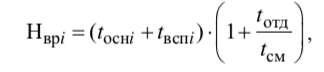 Нврi = (tоснi + tвспi) · (1 + tотд / tсм),